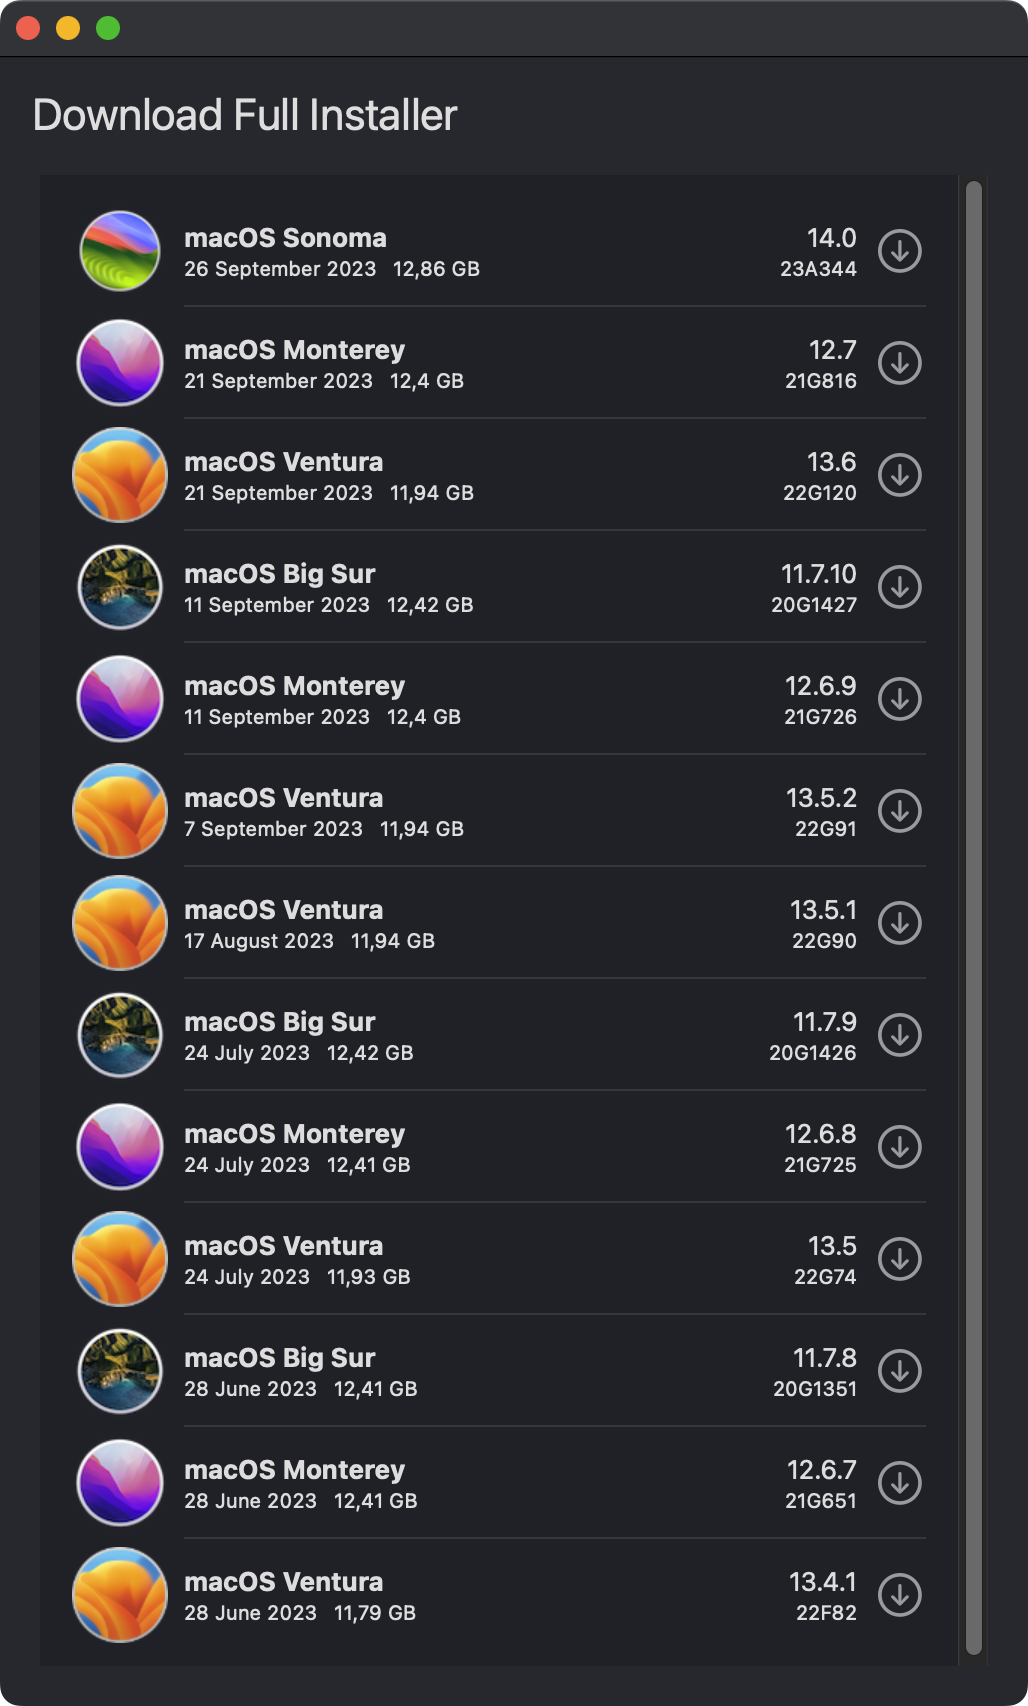 Download Full Installer
macOS Sonoma 14.0
26 September 2023 12,86 GB 23A344
macOS Monterey 12.7
21 September 2023 12,4 GB 21G816
macOS Ventura 13.6
21 September 2023 11,94 GB 22G120
macOS Big Sur 11.7.10
11 September 2023 12,42 GB 20G1427
macOS Monterey 12.6.9
11 September 2023 12,4 GB 21G726
macOS Ventura 13.5.2
7 September 2023 11,94 GB 22G91
macOS Ventura 13.5.1
17 August 2023 11,94 GB 22G90
macOS Big Sur 11.7.9
24 July 2023 12,42 GB 20G1426
macOS Monterey 12.6.8
24 July 2023 12,41 GB 21G725
macOS Ventura 13.5
24 July 2023 11,93 GB 22G74
macOS Big Sur 11.7.8
28 June 2023 12,41 GB 20G1351
macOS Monterey 12.6.7
28 June 2023 12,41 GB 21G651
macOS Ventura 13.4.1
28 June 2023 11,79 GB 22F82